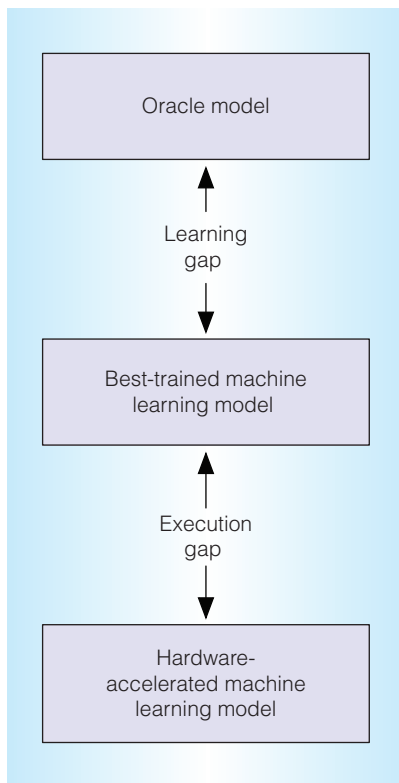 Oracle model
Learning
gap
Best-trained machine
learning model
Execution
gap
Hardware-
accelerated machine
learning model